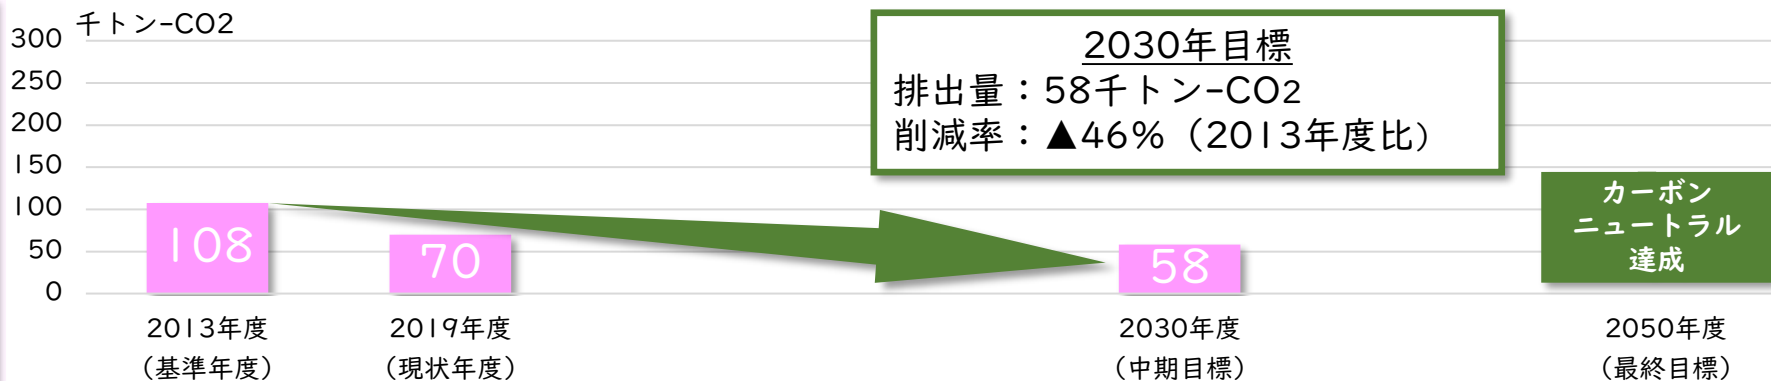 千トン-CO2
300
250
200
150
100
50
0
2030年目標
排出量：58千トン-CO2
削減率：▲46%（2013年度比）
108
70
58
カーボン
ニュートラル
達成
2013年度
（基準年度）
2019年度
（現状年度）
2030年度
（中期目標）
2050年度
（最終目標）